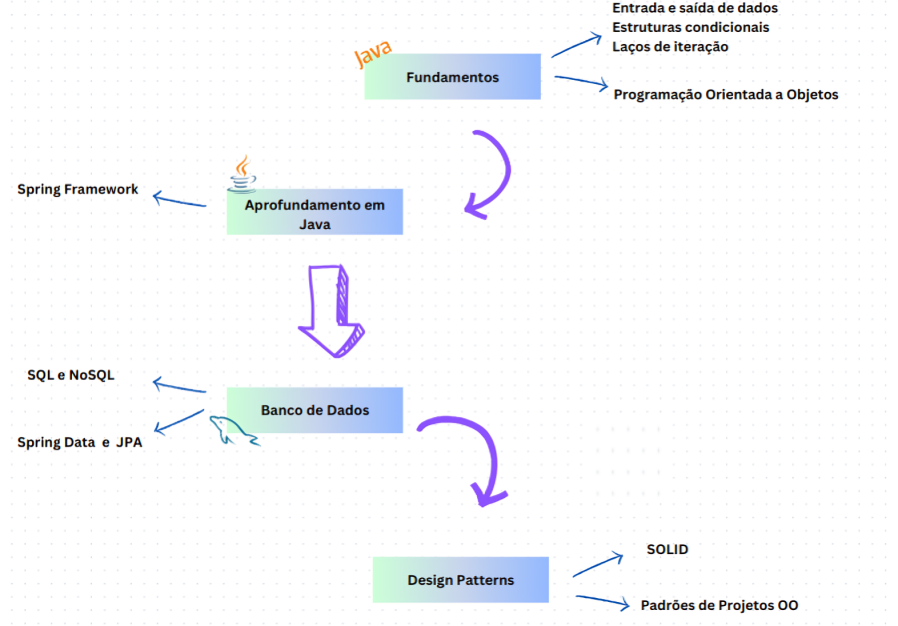 Entrada e saída de dados
Estruturas condicionais
Laços de iteração
Java
Fundamentos
Programação Orientada a Objetos
Spring Framework
Aprofundamento em
Java
SQL e NoSQL
Banco de Dados
Spring Data e JPA
SOLID
Design Patterns
Padrões de Projetos OO